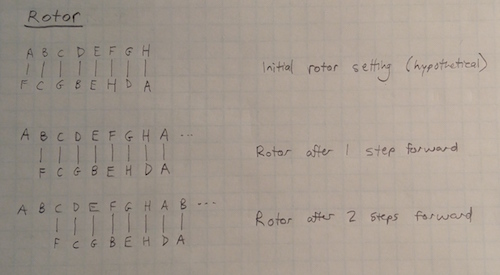 Rotor
A B C D E F G H
F C G B E H D A
Initial rotor setting (hypothetical)
A B C D E F G H A ...
F C G B E H D A
Rotor after 1 step forward
A B C D E F G H A B ....
F C G B E H D A
Rotor after 2 steps forward